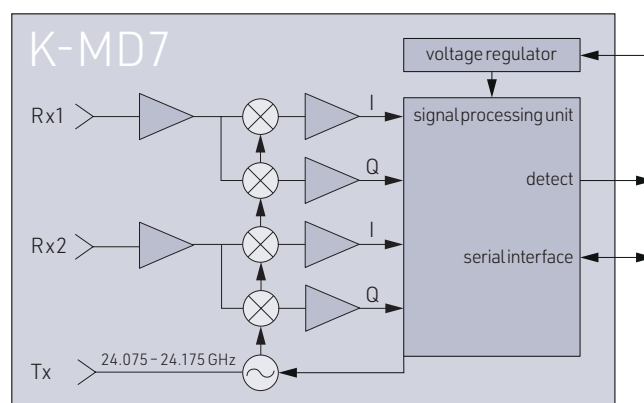 K-MD7
voltage regulator
Rx1
I
signal processing unit
Q
detect
Rx2
I
serial interface
Q
24.075 – 24.175 GHz
Tx